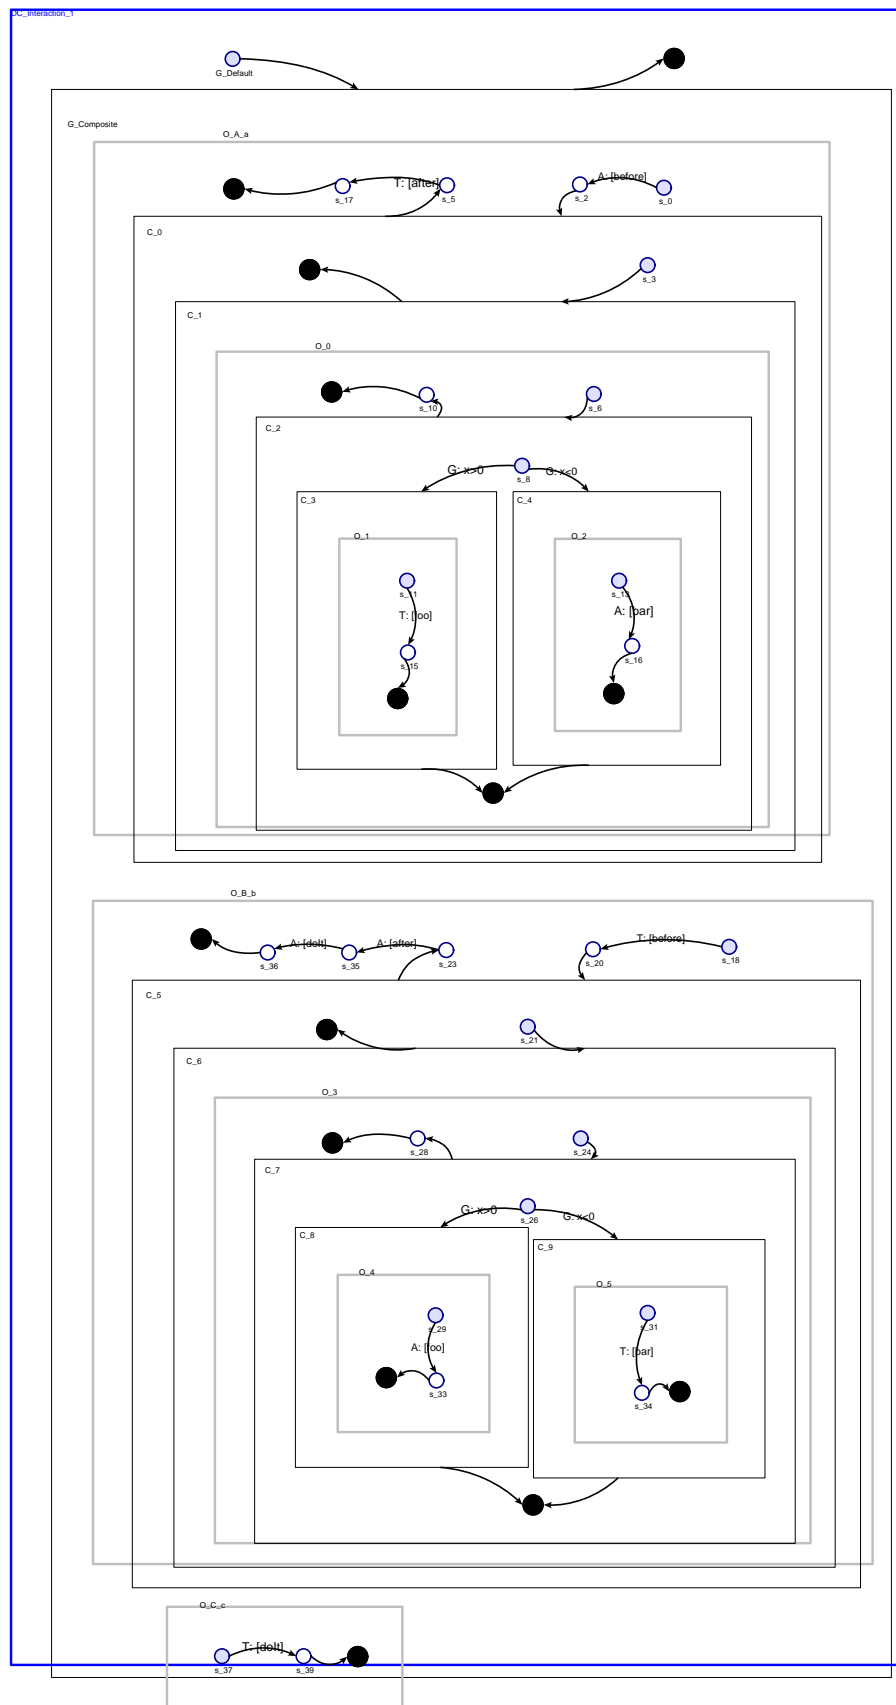 DC_Interaction_1
G_Default
G_Composite
O_A_a
T: [after]
A: [before]
s_17
s_5
s_2
s_0
C_0
s_3
C_1
O_0
s_10
s_6
C_2
G: x>0
G: x<0
s_8
C_3
C_4
O_1
O_2
s_11
s_13
T: [foo]
A: [bar]
s_15
s_16
O_B_b
A: [doIt]
A: [after]
T: [before]
s_36
s_35
s_23
s_20
s_18
C_5
s_21
C_6
O_3
s_28
s_24
C_7
G: x>0
G: x<0
s_26
C_8
C_9
O_4
O_5
s_29
s_31
A: [foo]
T: [bar]
s_33
s_34
O_C_c
T: [doIt]
s_37
s_39